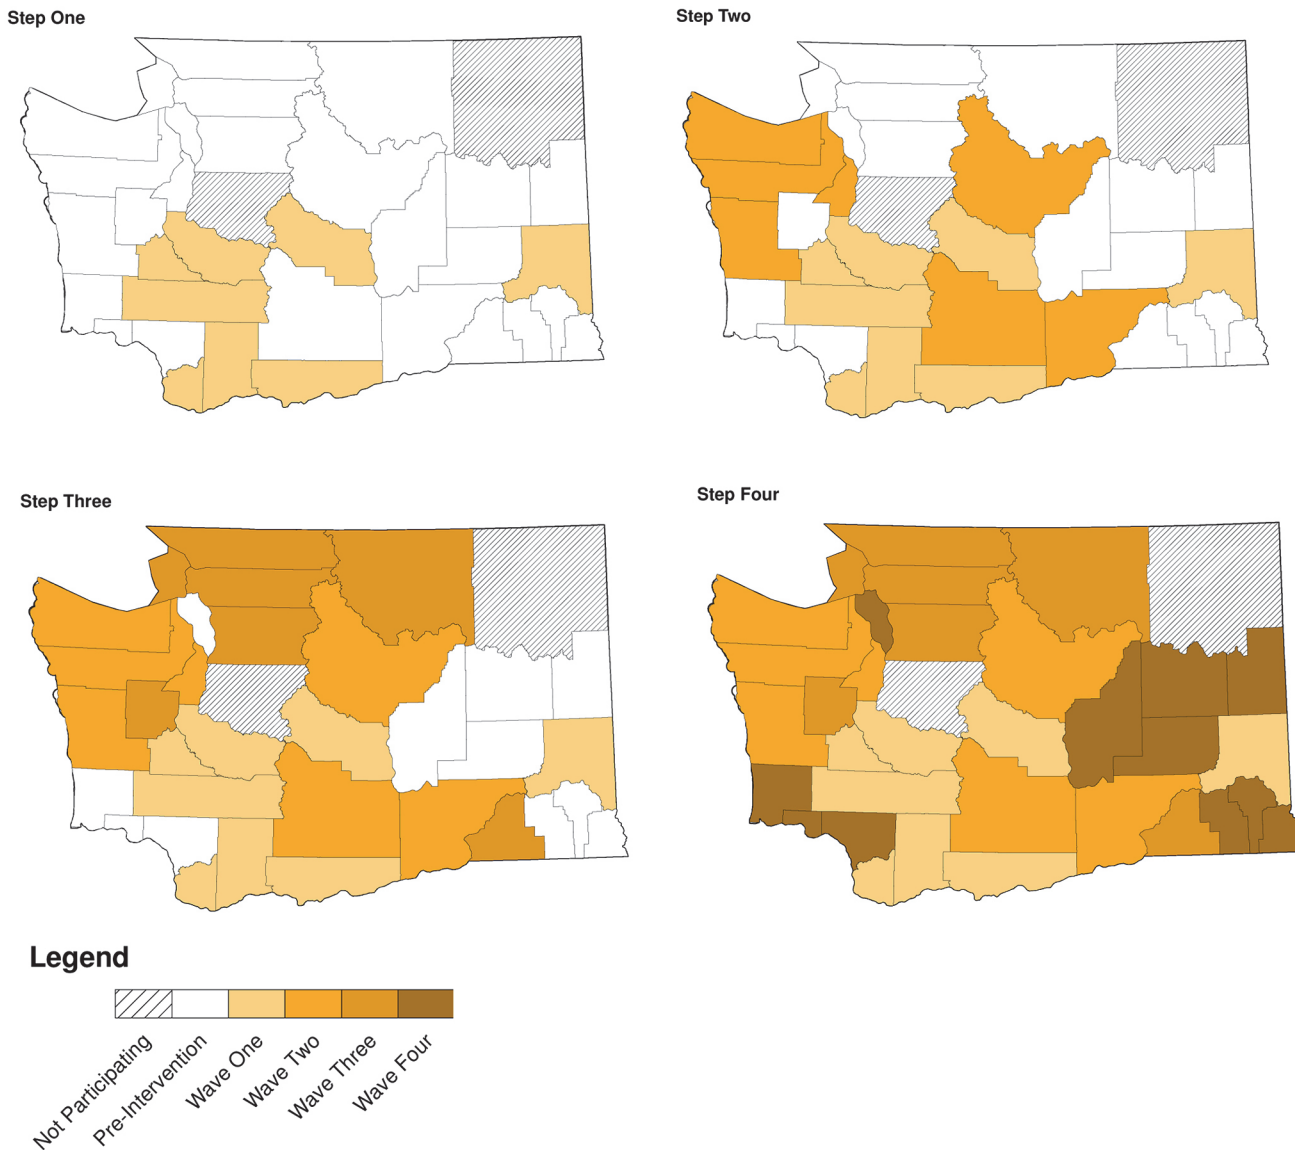 Step One
Step Two
Step Three
Step Four
Legend
Not Participating
Pre-Intervention
Wave One
Wave Two
Wave Three
Wave Four